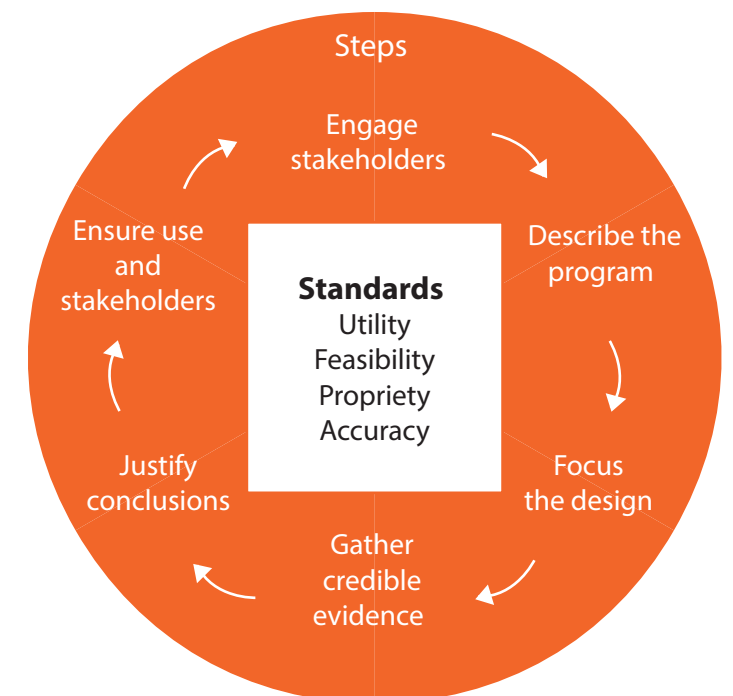 Steps
Engage
stakeholders
Describe the
program
Focus
the design
Gather
credible
evidence
Justify
conclusions
Ensure use
and
stakeholders
Standards
Utility
Feasibility
Propriety
Accuracy